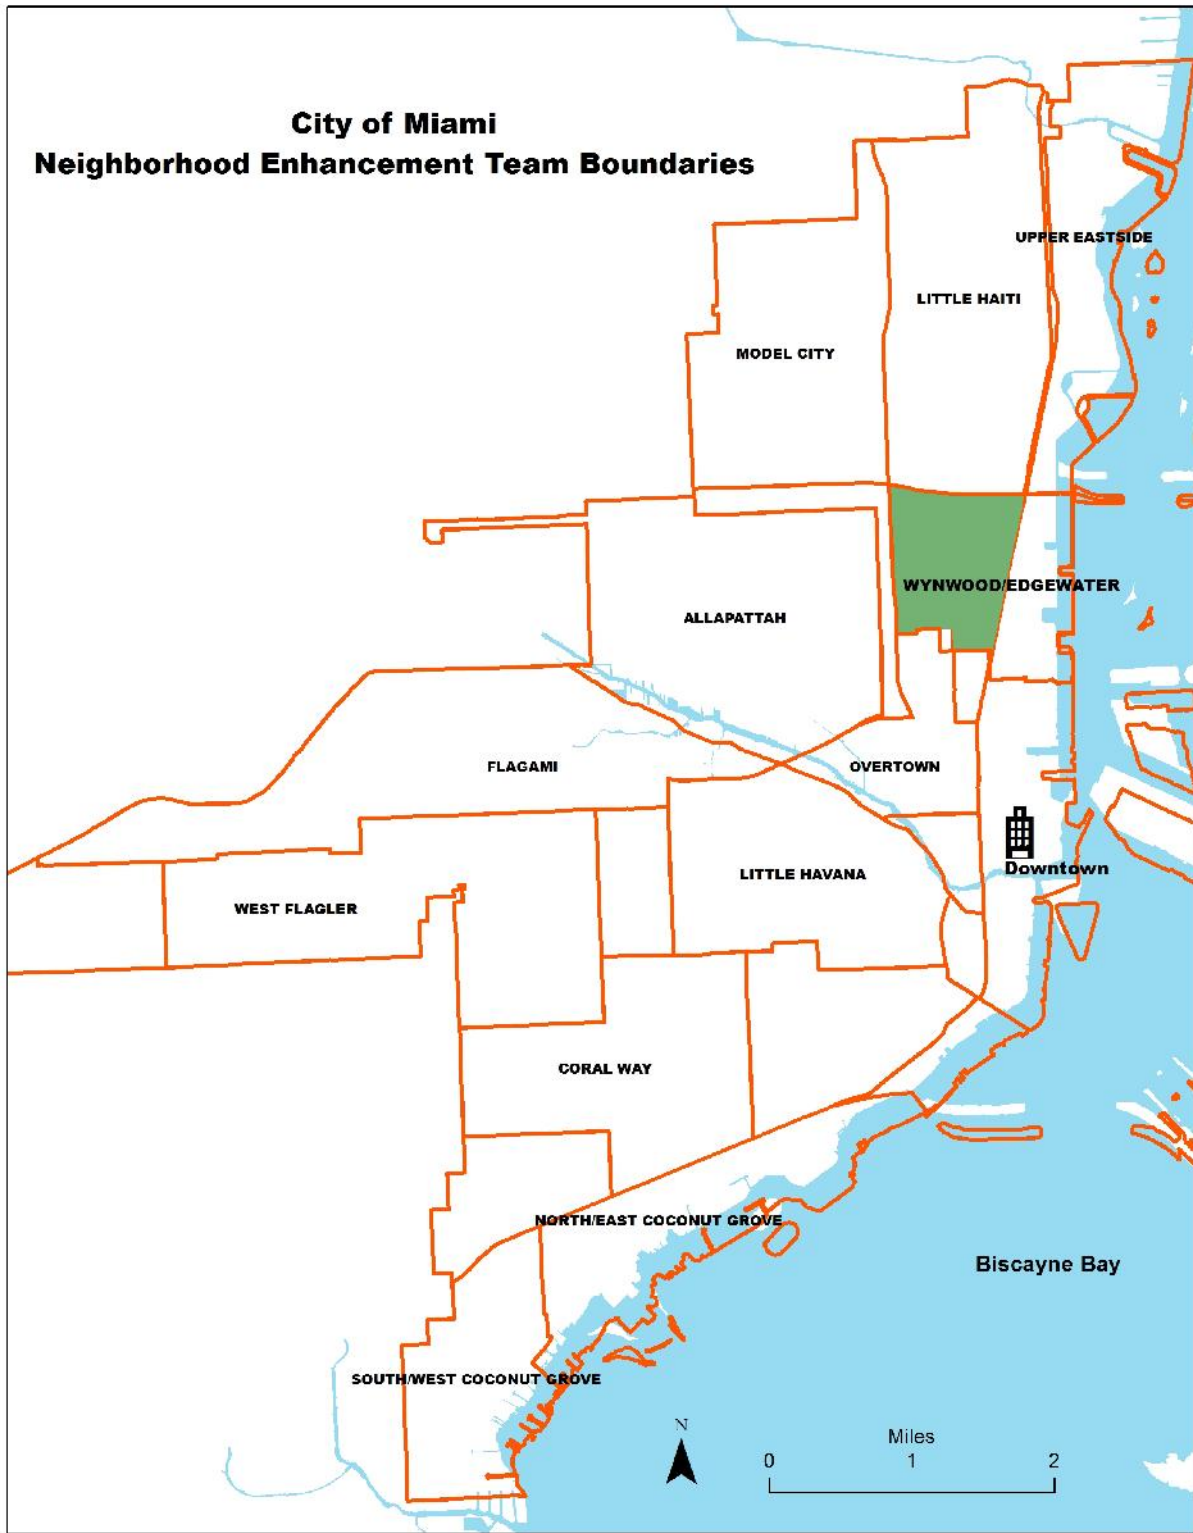 City of Miami
Neighborhood Enhancement Team Boundaries
UPPER EASTSIDE
LITTLE HAITI
MODEL CITY
WYNWOOD/EDGEWATER
ALLAPATTAH
FLAGAMI
OVERTOWN
Downtown
LITTLE HAVANA
WEST FLAGLER
CORAL WAY
NORTH/EAST COCONUT GROVE
Biscayne Bay
SOUTH/WEST COCONUT GROVE
N
Miles
0 1 2